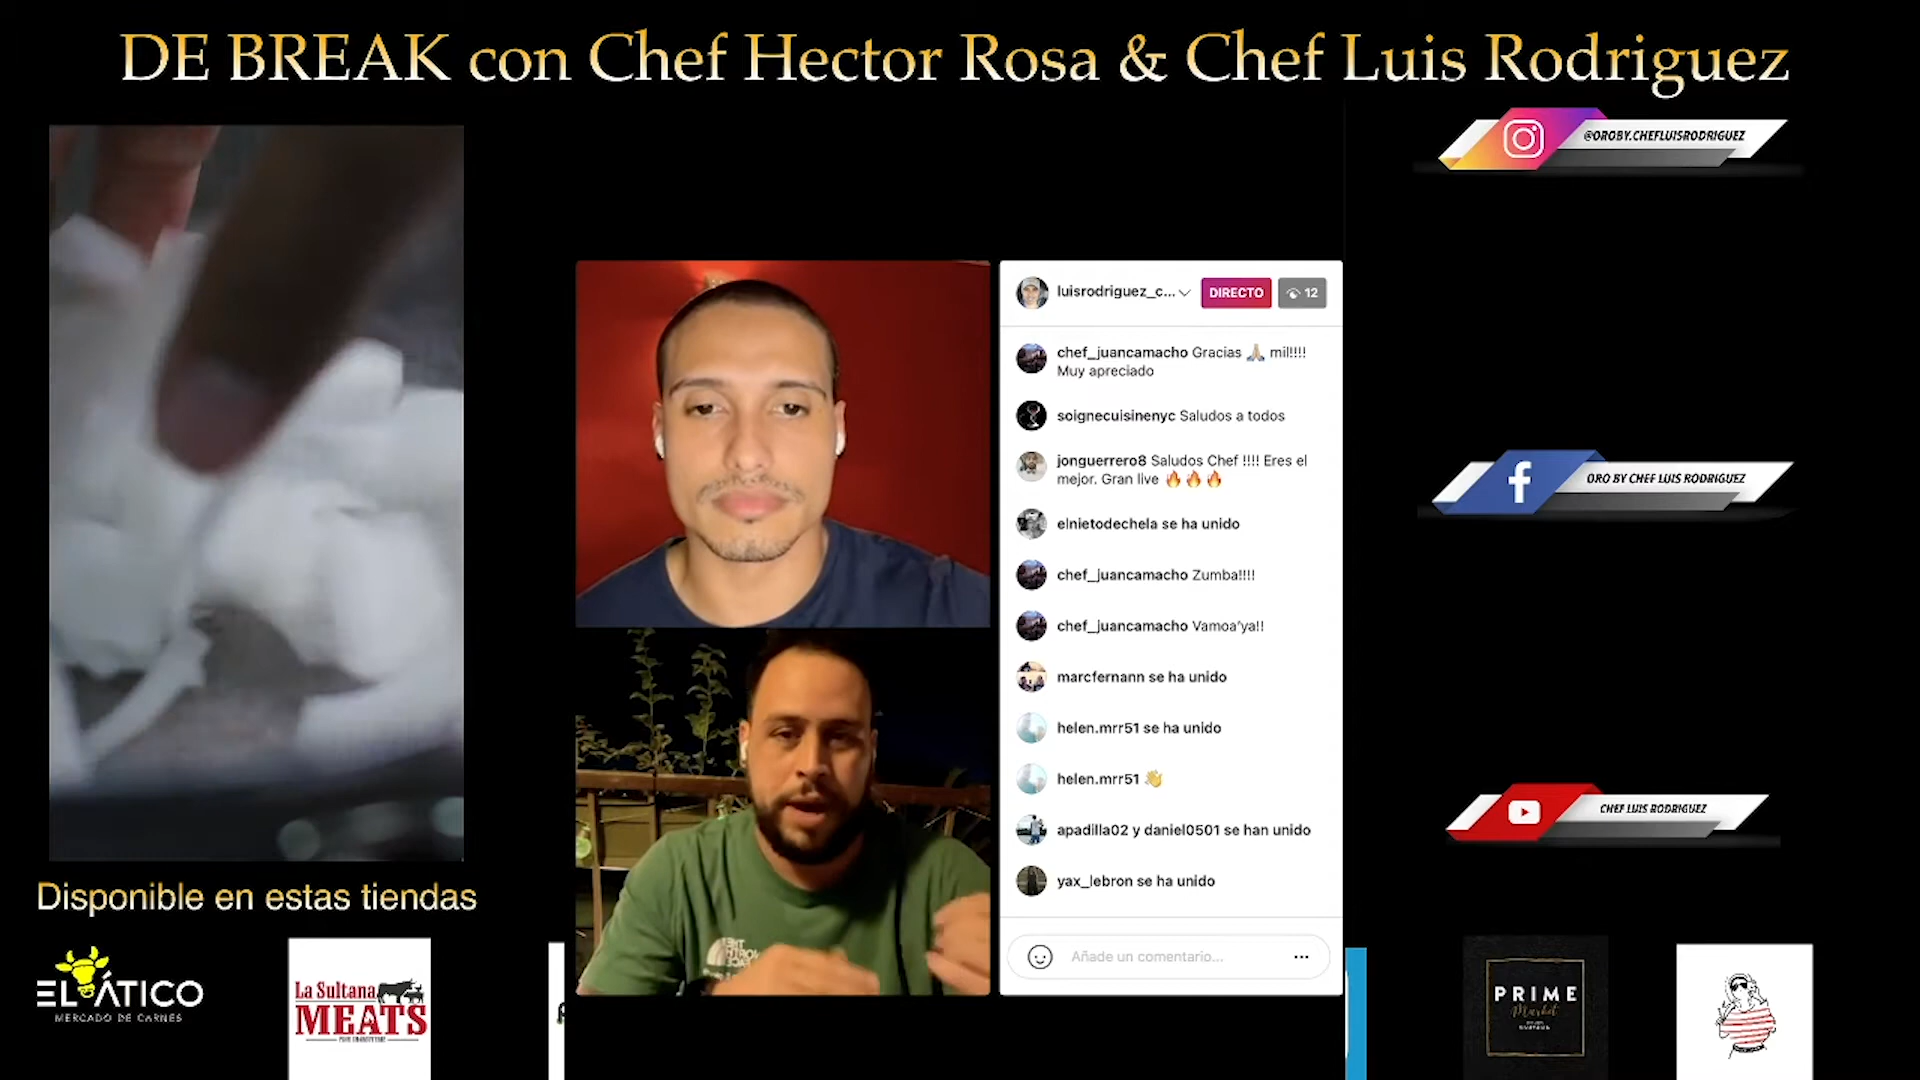 DE BREAK con Chef Hector Rosa & Chef Luis Rodriguez
@OROBY.CHEFLUISRODRIGUEZ
luisrodriguez_c...
DIRECTO
12
chef_juancamacho Gracias 🙏🏼 mil!!!!
Muy apreciado
soignecuisinenyc Saludos a todos
jonguerrero8 Saludos Chef !!!! Eres el
mejor. Gran live 🔥🔥🔥
elnietodechela se ha unido
chef_juancamacho Zumba!!!!
chef_juancamacho Vamoa'ya!!
marcfernann se ha unido
helen.mrr51 se ha unido
helen.mrr51 👋
apadilla02 y daniel0501 se han unido
yax_lebron se ha unido
Añade un comentario...
ORO BY CHEF LUIS RODRIGUEZ
CHEF LUIS RODRIGUEZ
Disponible en estas tiendas
EL ÁTICO
MERCADO DE CARNES
La Sultana
MEATS
PRIME
Market